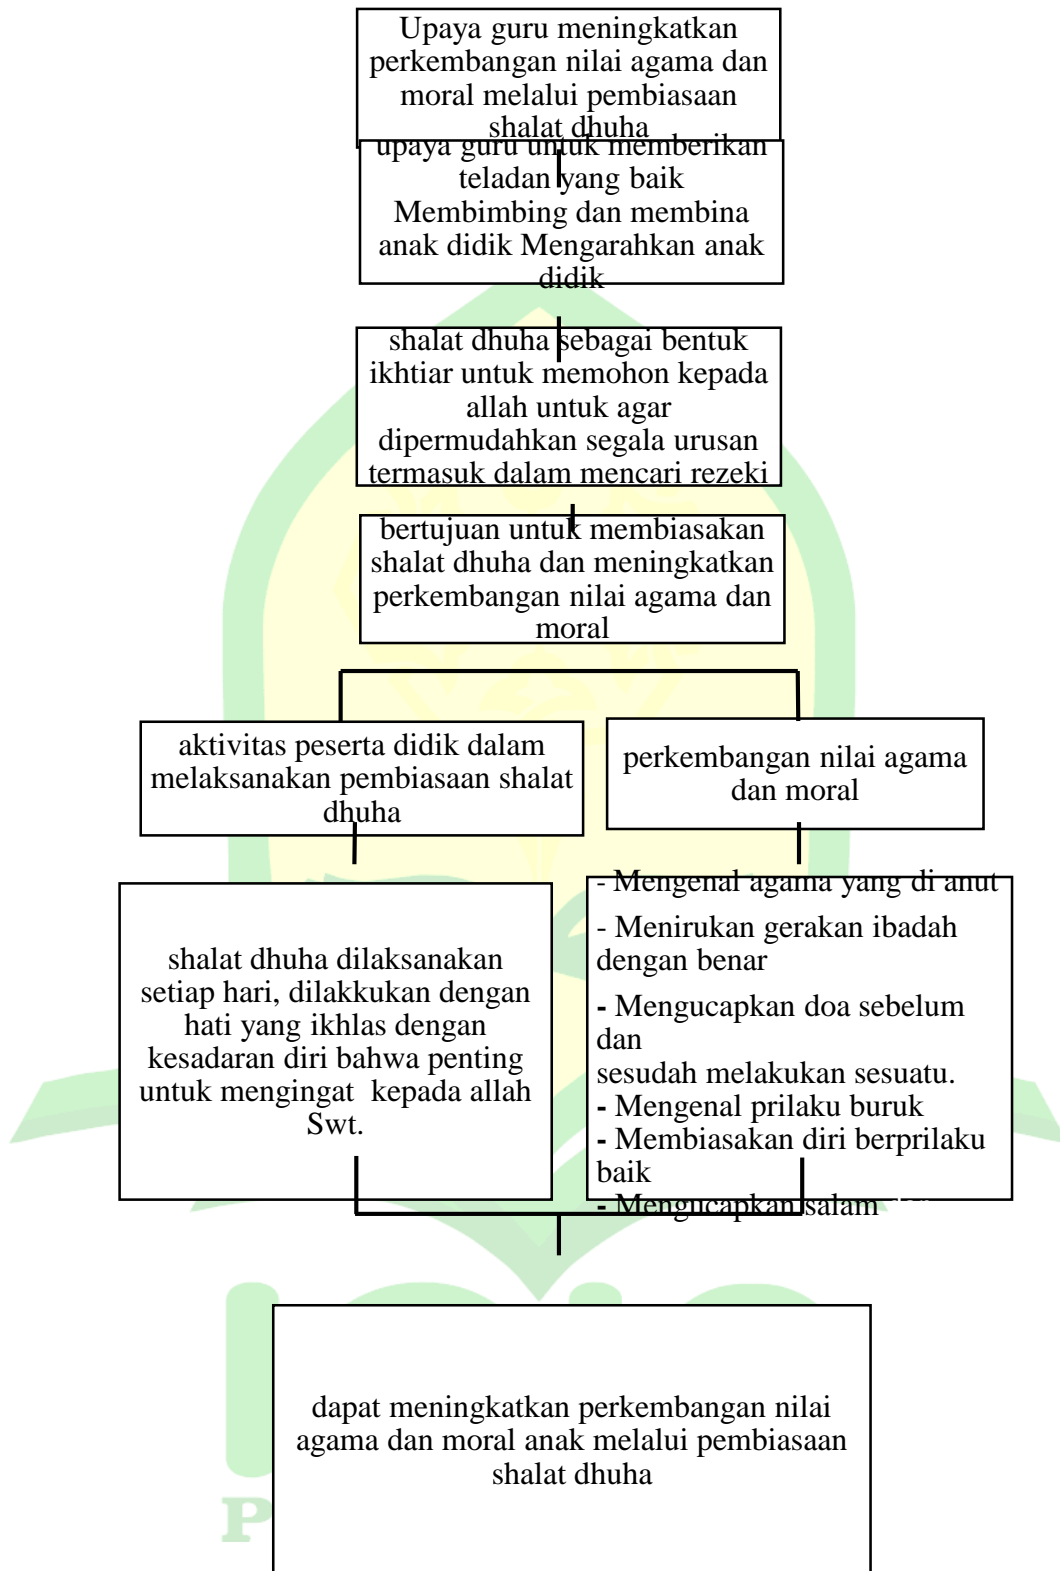 Upaya guru meningkatkan
perkembangan nilai agama dan
moral melalui pembiasaan
shalat dhuha
upaya guru untuk memberikan
teladan yang baik
Membimbing dan membina
anak didik Mengarahkan anak
didik
shalat dhuha sebagai bentuk
ikhtiar untuk memohon kepada
allah untuk agar
dipermudahkan segala urusan
termasuk dalam mencari rezeki
bertujuan untuk membiasakan
shalat dhuha dan meningkatkan
perkembangan nilai agama dan
moral
aktivitas peserta didik dalam
melaksanakan pembiasaan shalat
dhuha
perkembangan nilai agama
dan moral
shalat dhuha dilaksanakan
setiap hari, dilakkukan dengan
hati yang ikhlas dengan
kesadaran diri bahwa penting
untuk mengingat kepada allah
Swt.
- Mengenal agama yang di anut
- Menirukan gerakan ibadah
dengan benar
- Mengucapkan doa sebelum
dan
sesudah melakukan sesuatu.
- Mengenal prilaku buruk
- Membiasakan diri berprilaku
baik
- Mengucapkan salam
dapat meningkatkan perkembangan nilai
agama dan moral anak melalui pembiasaan
shalat dhuha